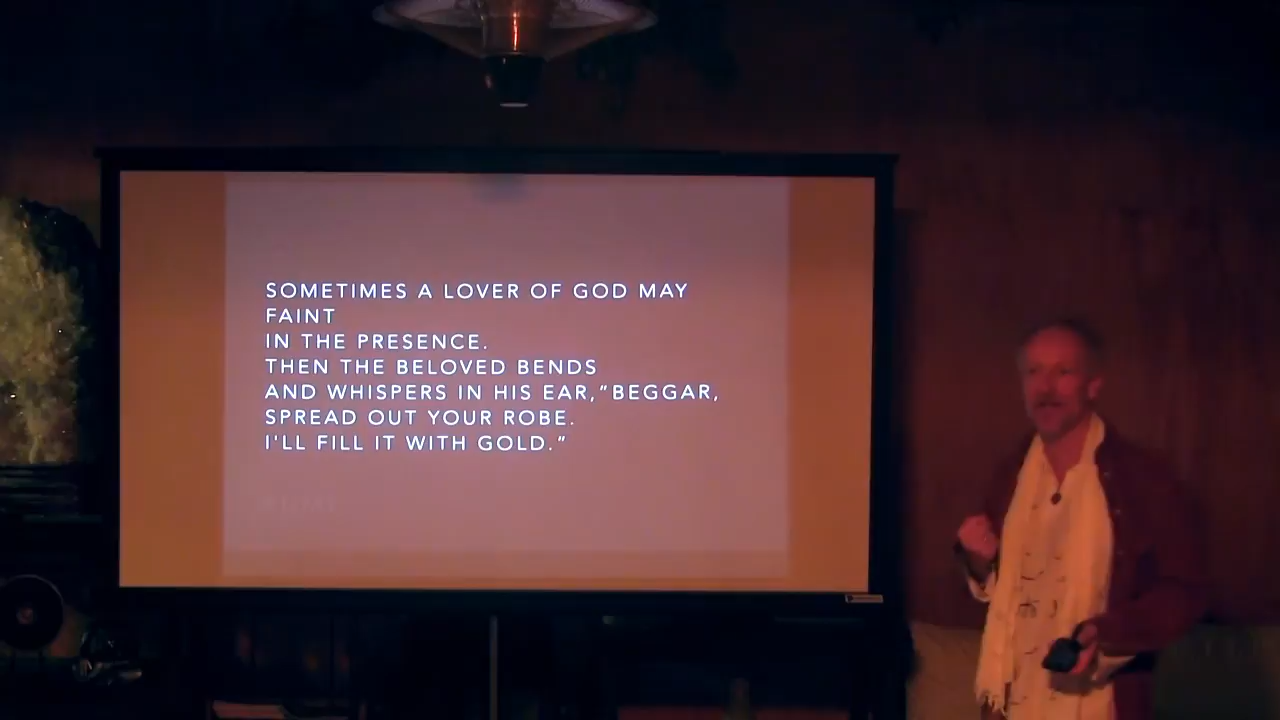 SOMETIMES A LOVER OF GOD MAY
FAINT
IN THE PRESENCE.
THEN THE BELOVED BENDS
AND WHISPERS IN HIS EAR,"BEGGAR,
SPREAD OUT YOUR ROBE.
I'LL FILL IT WITH GOLD."